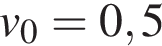 v₀ = 0,5